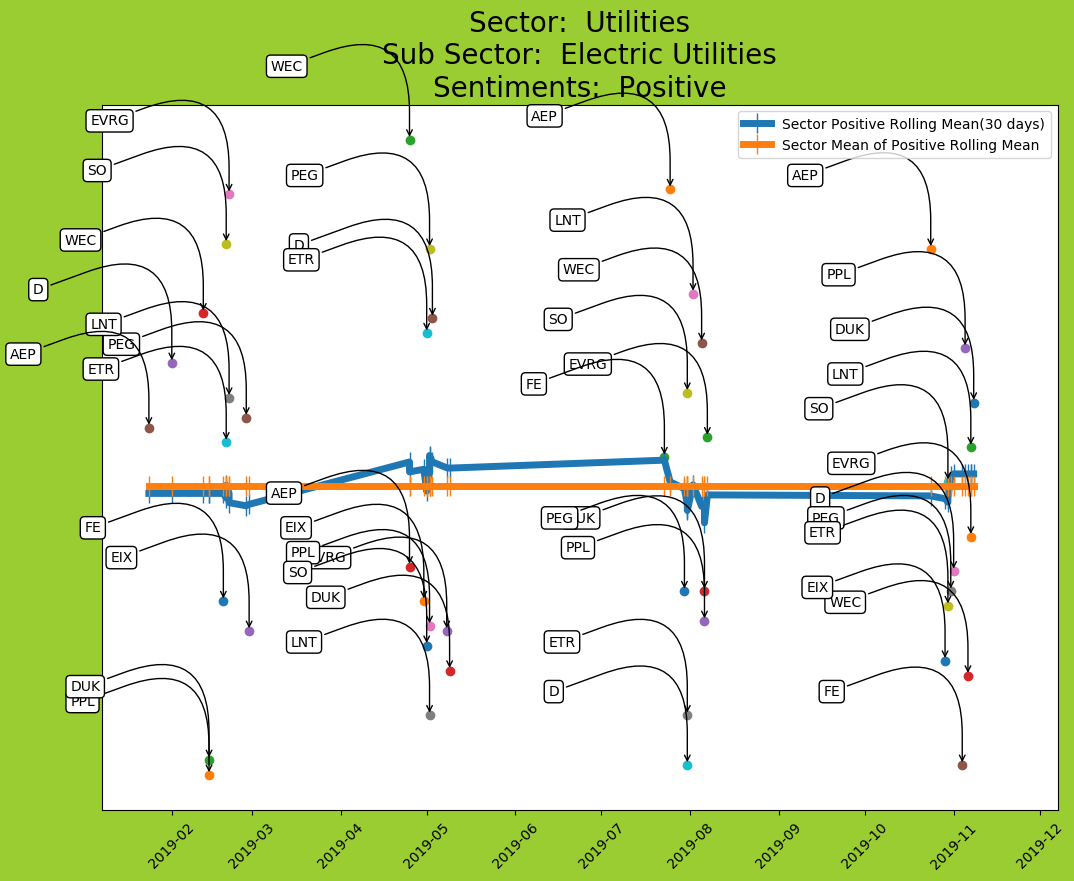 Sector:  Utilities
Sub Sector:  Electric Utilities
Sentiments:  Positive
WEC
EVRG
AEP
Sector Positive Rolling Mean(30 days)
Sector Mean of Positive Rolling Mean
SO
PEG
AEP
LNT
WEC
D
ETR
WEC
PPL
D
LNT
SO
DUK
PEG
AEP
ETR
EVRG
FE
LNT
SO
EVRG
AEP
D
FE
EIX
PEG
UK
PEG
ETR
EIX
PPL
VRG
PPL
SO
EIX
DUK
WEC
LNT
ETR
DUK
PPL
D
FE
2019-02
2019-03
2019-04
2019-05
2019-06
2019-07
2019-08
2019-09
2019-10
2019-11
2019-12